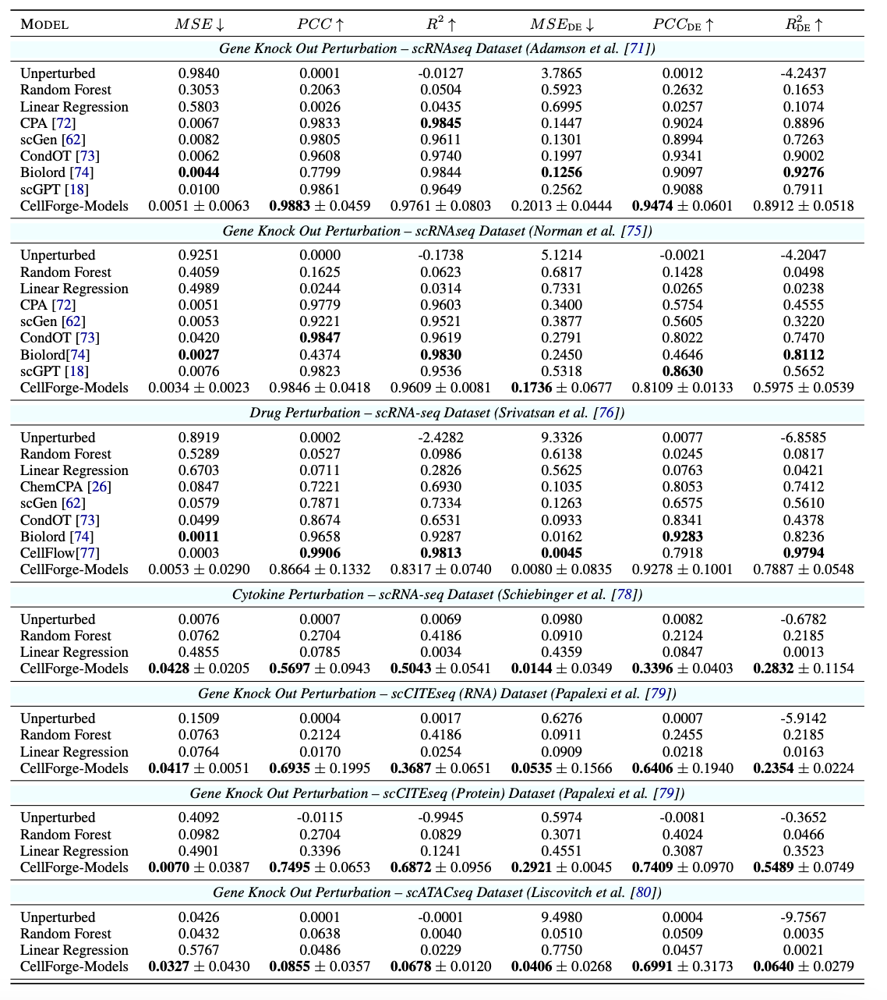 MODEL MSE ↓ PCC ↑ R² ↑ MSE_DE ↓ PCC_DE ↑ R²_DE ↑
Gene Knock Out Perturbation – scRNAseq Dataset (Adamson et al. [71])
Unperturbed 0.9840 0.0001 -0.0127 3.7865 0.0012 -4.2437
Random Forest 0.3053 0.2063 0.0504 0.5923 0.2632 0.1653
Linear Regression 0.5803 0.0026 0.0435 0.6995 0.0257 0.1074
CPA [72] 0.0067 0.9833 0.9845 0.1447 0.9024 0.8896
scGen [62] 0.0082 0.9805 0.9611 0.1301 0.8994 0.7263
CondOT [73] 0.0062 0.9608 0.9740 0.1997 0.9341 0.9002
Biolord [74] 0.0044 0.7799 0.9844 0.1256 0.9097 0.9276
scGPT [18] 0.0100 0.9861 0.9649 0.2562 0.9088 0.7911
CellForge-Models 0.0051 ± 0.0063 0.9883 ± 0.0459 0.9761 ± 0.0803 0.2013 ± 0.0444 0.9474 ± 0.0601 0.8912 ± 0.0518
Gene Knock Out Perturbation – scRNAseq Dataset (Norman et al. [75])
Unperturbed 0.9251 0.0000 -0.1738 5.1214 -0.0021 -4.2047
Random Forest 0.4059 0.1625 0.0623 0.6817 0.1428 0.0498
Linear Regression 0.4989 0.0244 0.0314 0.7331 0.0265 0.0238
CPA [72] 0.0051 0.9779 0.9603 0.3400 0.5754 0.4555
scGen [62] 0.0053 0.9221 0.9521 0.3877 0.5605 0.3220
CondOT [73] 0.0420 0.9847 0.9619 0.2791 0.8022 0.7470
Biolord[74] 0.0027 0.4374 0.9830 0.2450 0.4646 0.8112
scGPT [18] 0.0076 0.9823 0.9536 0.5318 0.8630 0.5652
CellForge-Models 0.0034 ± 0.0023 0.9846 ± 0.0418 0.9609 ± 0.0081 0.1736 ± 0.0677 0.8109 ± 0.0133 0.5975 ± 0.0539
Drug Perturbation – scRNA-seq Dataset (Srivatsan et al. [76])
Unperturbed 0.8919 0.0002 -2.4282 9.3326 0.0077 -6.8585
Random Forest 0.5289 0.0527 0.0986 0.6138 0.0245 0.0817
Linear Regression 0.6703 0.0711 0.2826 0.5625 0.0763 0.0421
ChemCPA [26] 0.0847 0.7221 0.6930 0.1035 0.8053 0.7412
scGen [62] 0.0579 0.7871 0.7334 0.1263 0.6575 0.5610
CondOT [73] 0.0499 0.8674 0.6531 0.0933 0.8341 0.4378
Biolord [74] 0.0011 0.9658 0.9287 0.0162 0.9283 0.8236
CellFlow[77] 0.0003 0.9906 0.9813 0.0045 0.7918 0.9794
CellForge-Models 0.0053 ± 0.0290 0.8664 ± 0.1332 0.8317 ± 0.0740 0.0080 ± 0.0835 0.9278 ± 0.1001 0.7887 ± 0.0548
Cytokine Perturbation – scRNA-seq Dataset (Schiebinger et al. [78])
Unperturbed 0.0076 0.0007 0.0069 0.0980 0.0082 -0.6782
Random Forest 0.0762 0.2704 0.4186 0.0910 0.2124 0.2185
Linear Regression 0.4855 0.0785 0.0034 0.4359 0.0847 0.0013
CellForge-Models 0.0428 ± 0.0205 0.5697 ± 0.0943 0.5043 ± 0.0541 0.0144 ± 0.0349 0.3396 ± 0.0403 0.2832 ± 0.1154
Gene Knock Out Perturbation – scCITEseq (RNA) Dataset (Papalexi et al. [79])
Unperturbed 0.1509 0.0004 0.0017 0.6276 0.0007 -5.9142
Random Forest 0.0763 0.2124 0.4186 0.0911 0.2455 0.2185
Linear Regression 0.0764 0.0170 0.0254 0.0909 0.0218 0.0163
CellForge-Models 0.0417 ± 0.0051 0.6935 ± 0.1995 0.3687 ± 0.0651 0.0535 ± 0.1566 0.6406 ± 0.1940 0.2354 ± 0.0224
Gene Knock Out Perturbation – scCITEseq (Protein) Dataset (Papalexi et al. [79])
Unperturbed 0.4092 -0.0115 -0.9945 0.5974 -0.0081 -0.3652
Random Forest 0.0982 0.2704 0.0829 0.3071 0.4024 0.0466
Linear Regression 0.4901 0.3396 0.1241 0.4551 0.3087 0.3523
CellForge-Models 0.0070 ± 0.0387 0.7495 ± 0.0653 0.6872 ± 0.0956 0.2921 ± 0.0045 0.7409 ± 0.0970 0.5489 ± 0.0749
Gene Knock Out Perturbation – scATACseq Dataset (Liscovitch et al. [80])
Unperturbed 0.0426 0.0001 -0.0001 9.4980 0.0004 -9.7567
Random Forest 0.0432 0.0638 0.0040 0.0510 0.0509 0.0035
Linear Regression 0.5767 0.0486 0.0229 0.7750 0.0457 0.0021
CellForge-Models 0.0327 ± 0.0430 0.0855 ± 0.0357 0.0678 ± 0.0120 0.0406 ± 0.0268 0.6991 ± 0.3173 0.0640 ± 0.0279